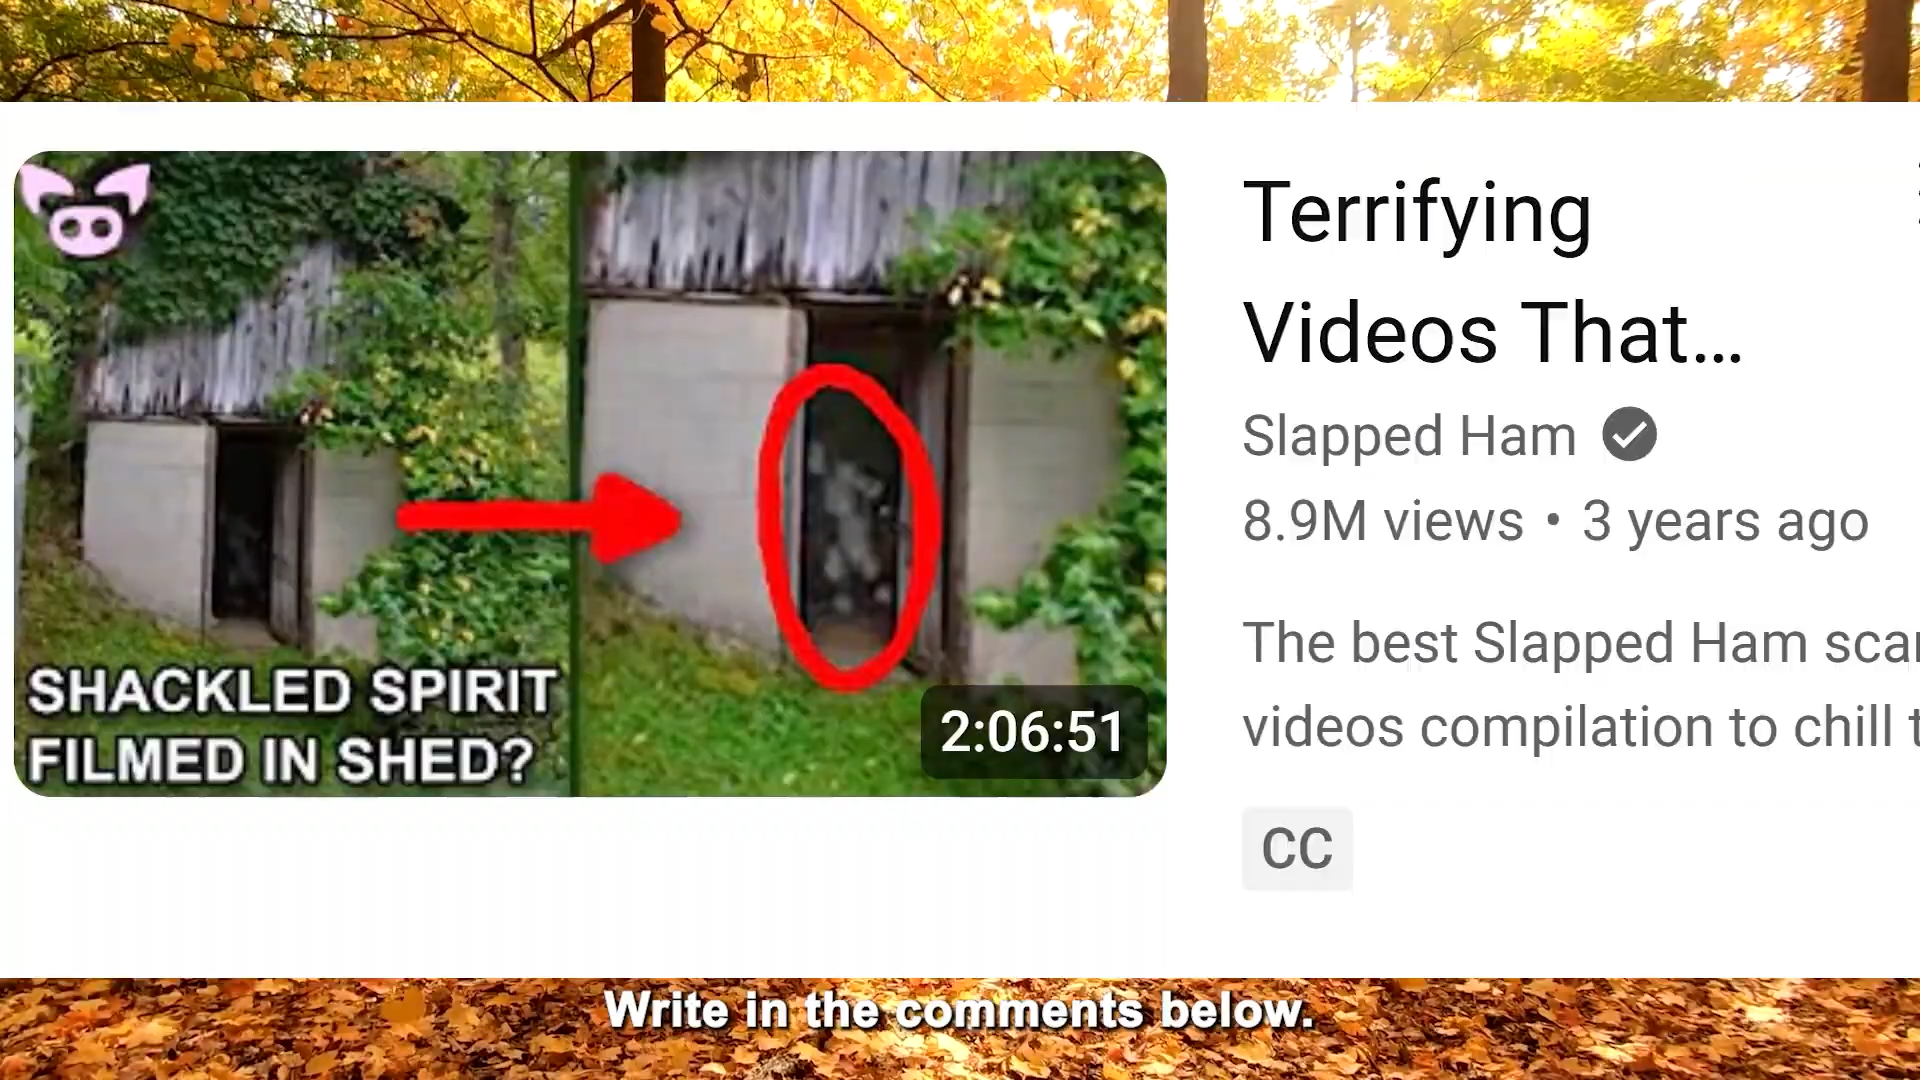 SHACKLED SPIRIT
FILMED IN SHED?
2:06:51
Terrifying
Videos That...
Slapped Ham
8.9M views • 3 years ago
The best Slapped Ham
videos compilation to chill
CC
Write in the comments below.